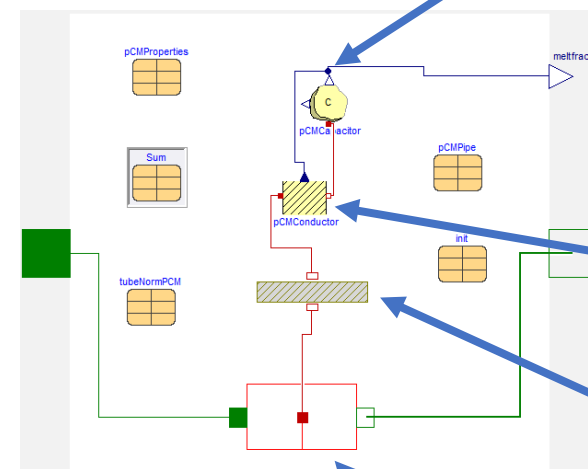 pCMProperties
meltfrac
C
pCMCapacitor
Sum
pCMPipe
pCMConductor
init
tubeNormPCM